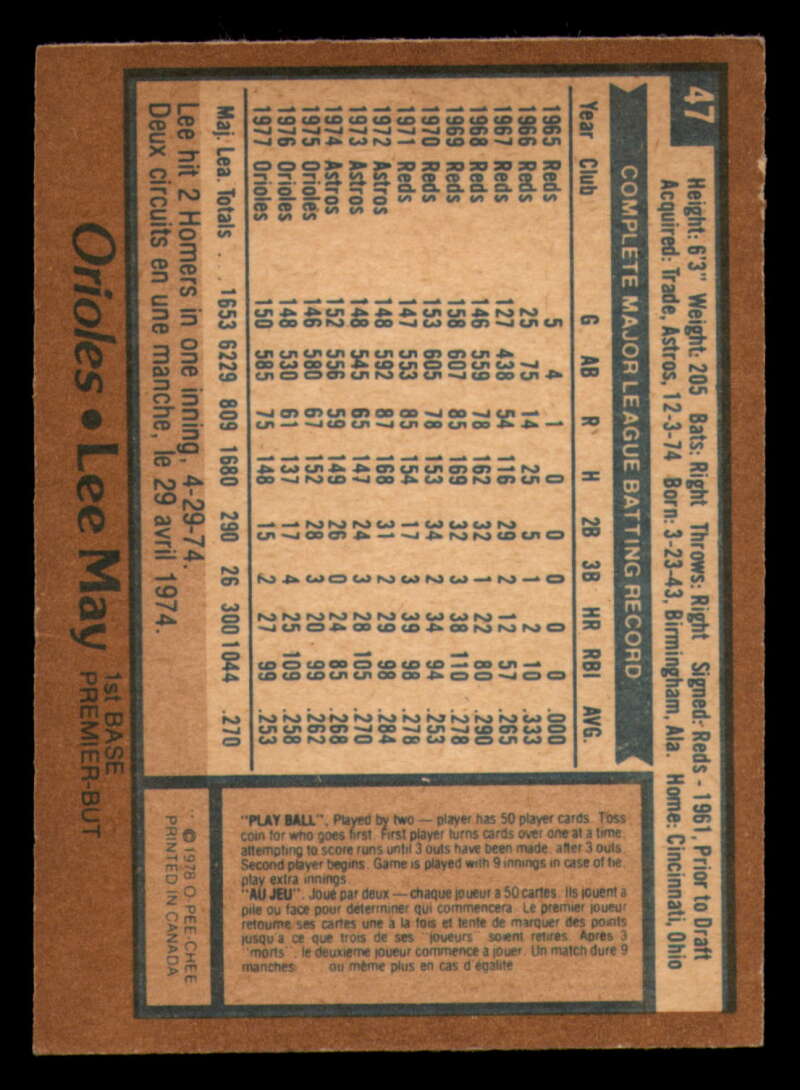 47
Height: 6'3" Weight: 205 Bats: Right Throws: Right Signed: Reds - 1961, Prior to Draft
Acquired: Trade, Astros, 12-3-74 Born: 3-23-43, Birmingham, Ala. Home: Cincinnati, Ohio
COMPLETE MAJOR LEAGUE BATTING RECORD
Year Club G AB R H 2B 3B HR RBI AVG.
1965 Reds 5 4 1 0 0 0 0 0 .000
1966 Reds 25 75 14 25 5 1 2 10 .333
1967 Reds 127 438 54 116 29 2 12 57 .265
1968 Reds 146 559 78 162 32 1 22 80 .290
1969 Reds 158 607 85 169 32 3 38 110 .278
1970 Reds 153 605 78 153 34 2 34 94 .253
1971 Reds 147 553 85 154 17 3 39 98 .278
1972 Astros 148 592 87 168 31 2 29 98 .284
1973 Astros 148 545 65 147 24 3 28 105 .270
1974 Astros 152 556 59 149 26 0 24 85 .268
1975 Orioles 146 580 67 152 28 3 20 99 .262
1976 Orioles 148 530 61 137 17 4 25 109 .258
1977 Orioles 150 585 75 148 15 2 27 99 .253
Maj. Lea. Totals . . . 1653 6229 809 1680 290 26 300 1044 .270
Lee hit 2 Homers in one inning, 4-29-74.
Deux circuits en une manche, le 29 avril 1974.
Orioles • Lee May
1st BASE
PREMIER-BUT
"PLAY BALL". Played by two — player has 50 player cards. Toss
coin for who goes first. First player turns cards over one at a time,
attempting to score runs until 3 outs have been made, after 3 outs
Second player begins. Game is played with 9 innings in case of tie,
play extra innings.
"AU JEU". Joué par deux — chaque joueur a 50 cartes. Ils jouent à
pile ou face pour déterminer qui commencera. Le premier joueur
retourne ses cartes une à la fois et tente de marquer des points
jusqu'à ce que trois de ses "joueurs" soient retirés. Après 3
"morts", le deuxième joueur commence à jouer. Un match dure 9
manches ou même plus en cas d'égalité
© 1978 O-PEE-CHEE
PRINTED IN CANADA